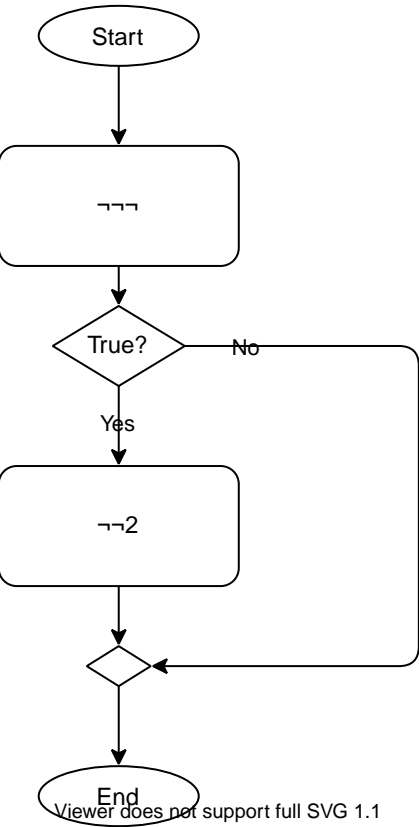 Start
¬¬¬
True?
No
Yes
¬¬2
End
Viewer does not support full SVG 1.1